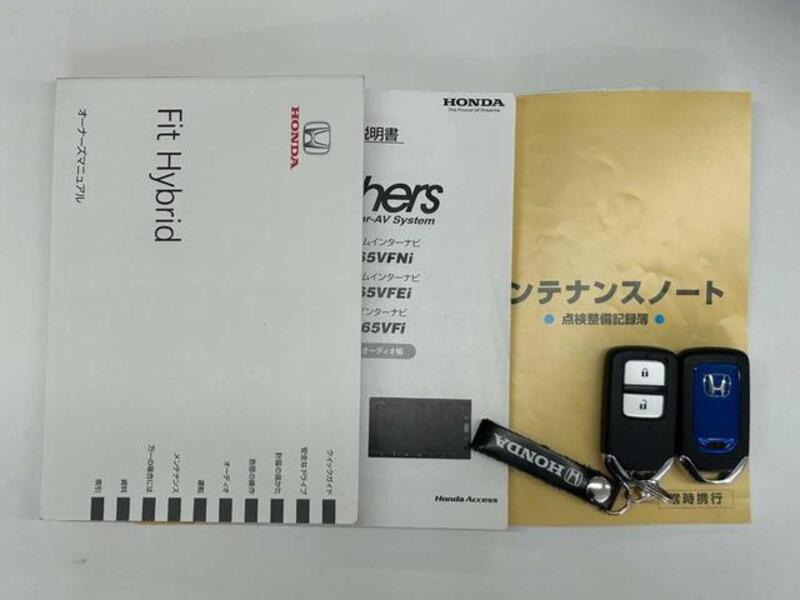 HONDA
Fit Hybrid
オーナーズマニュアル
クイックガイド
安全なドライブ
計器の見かた
各部の操作
オーディオ
運転
メンテナンス
万一の場合には
資料
索引
HONDA
The Power of Dreams
説明書
hers
ar-AV System
ムインターナビ
65VFNi
ムインターナビ
65VFEi
インターナビ
65VFi
オーディオ編
Honda Access
ンテナンスノート
● 点検整備記録簿 ●
常時携行
HONDA